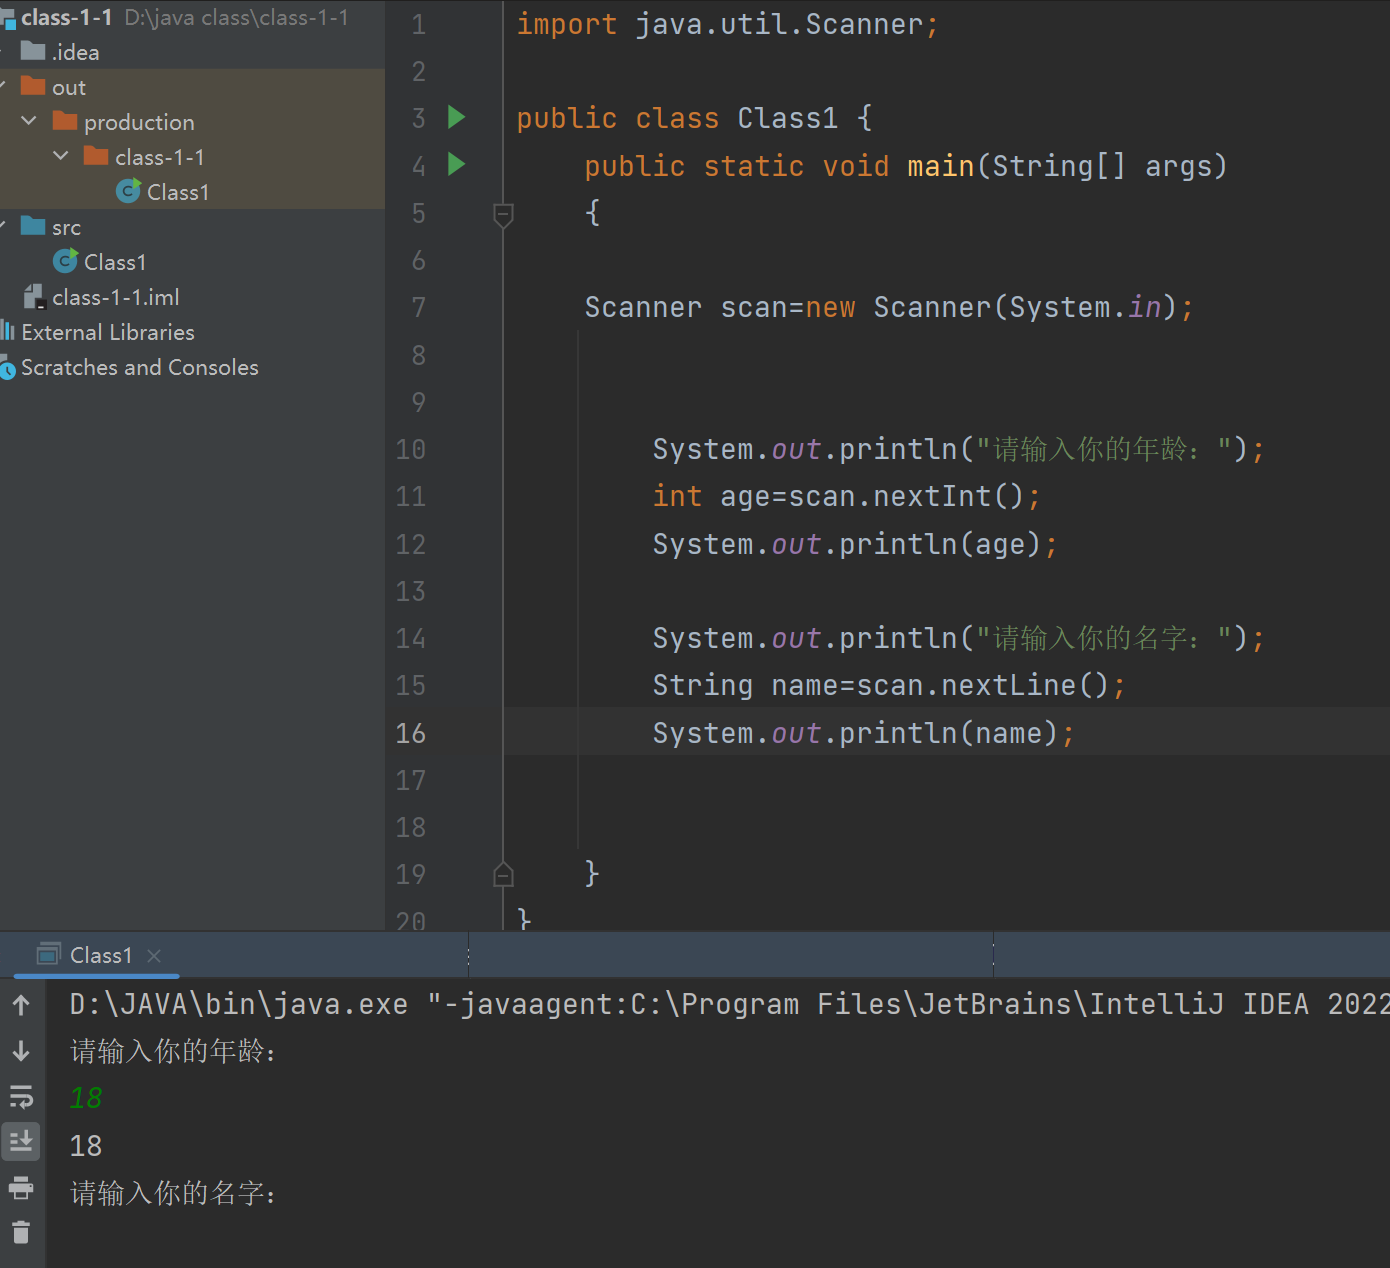 class-1-1 D:\java class\class-1-1
.idea
out
production
class-1-1
Class1
src
Class1
class-1-1.iml
External Libraries
Scratches and Consoles
1 import java.util.Scanner;
2
3 public class Class1 {
4 public static void main(String[] args)
5 {
6
7 Scanner scan=new Scanner(System.in);
8
9
10 System.out.println("请输入你的年龄：");
11 int age=scan.nextInt();
12 System.out.println(age);
13
14 System.out.println("请输入你的名字：");
15 String name=scan.nextLine();
16 System.out.println(name);
17
18
19 }
20 }
Class1
D:\JAVA\bin\java.exe "-javaagent:C:\Program Files\JetBrains\IntelliJ IDEA 2022
请输入你的年龄：
18
18
请输入你的名字：